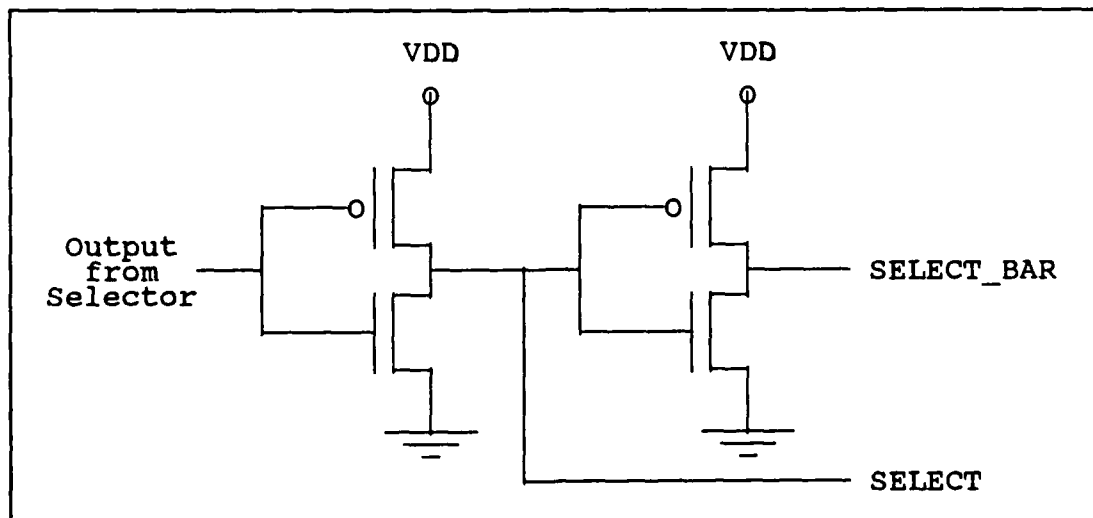 VDD
VDD
Output
from
Selector
SELECT_BAR
SELECT